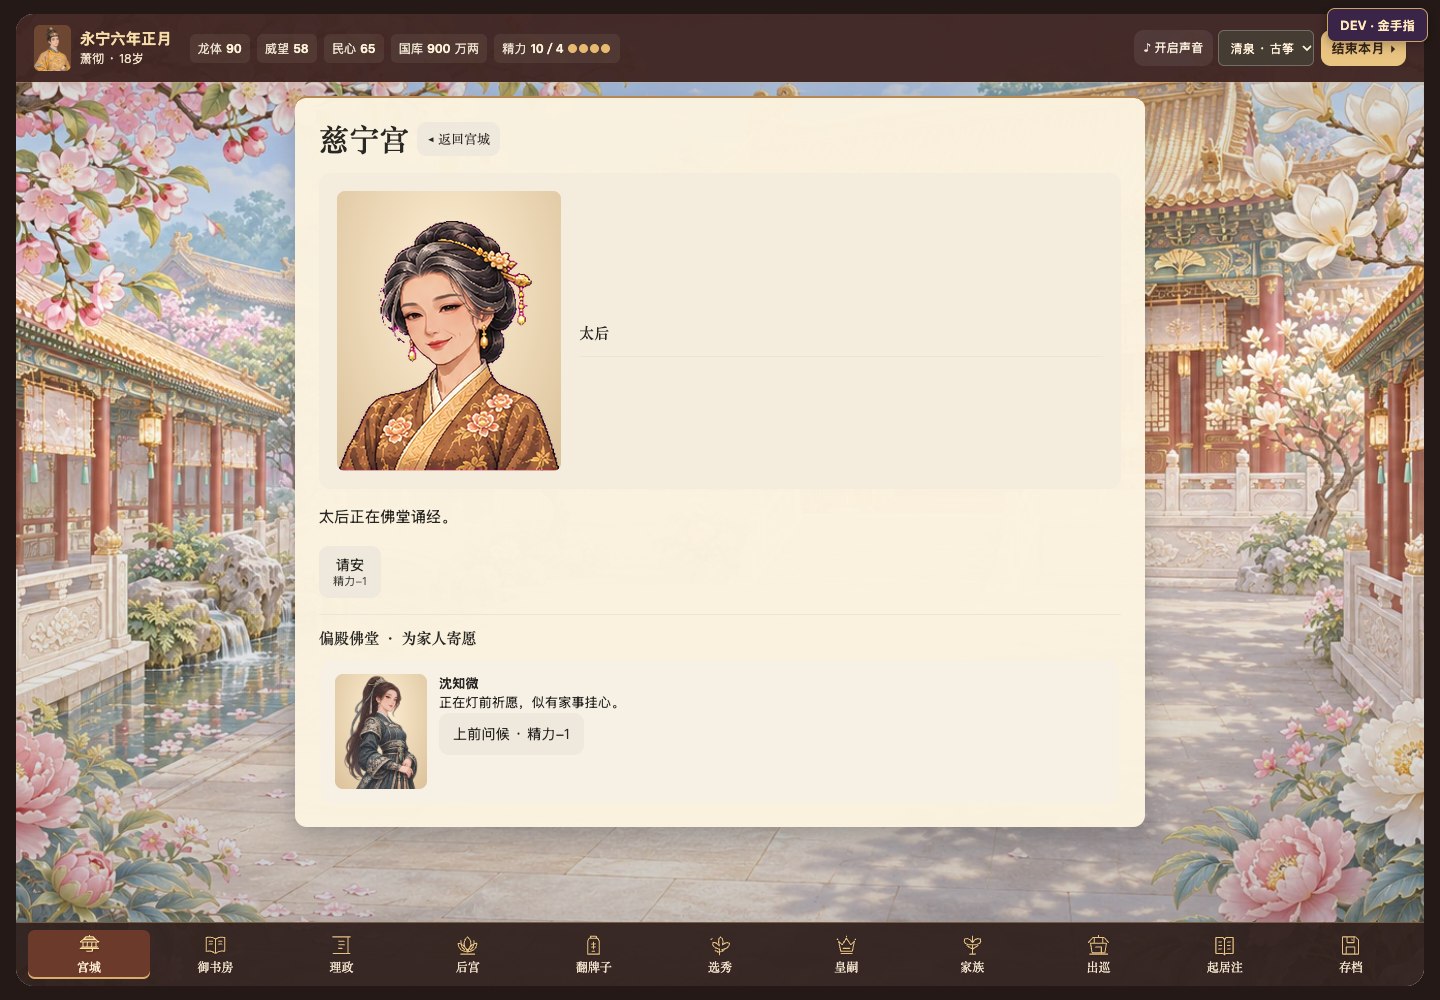 永宁六年正月
萧彻 · 18岁
龙体 90
威望 58
民心 65
国库 900 万两
精力 10 / 4
♪ 开启声音
清泉 · 古筝
DEV · 金手指
结束本月 ▸
慈宁宫
◂ 返回宫城
太后
太后正在佛堂诵经。
请安
精力−1
偏殿佛堂 · 为家人寄愿
沈知微
正在灯前祈愿，似有家事挂心。
上前问候 · 精力−1
宫城
御书房
理政
后宫
翻牌子
选秀
皇嗣
家族
出巡
起居注
存档